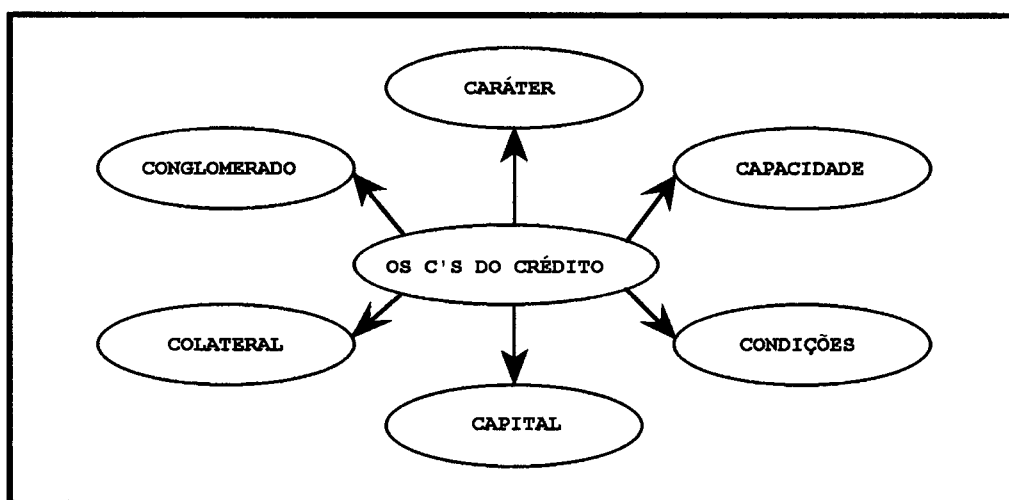 CARÁTER
CONGLOMERADO
CAPACIDADE
OS C'S DO CRÉDITO
COLATERAL
CONDIÇÕES
CAPITAL